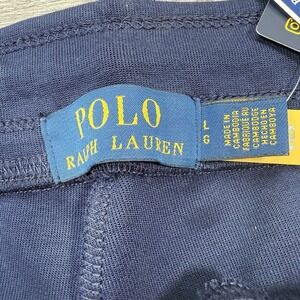 POLO
RALPH LAUREN
L
G
MADE IN
CAMBODIA
FABRIQUÉ AU
CAMBODGE
HECHO EN
CAMBOYA